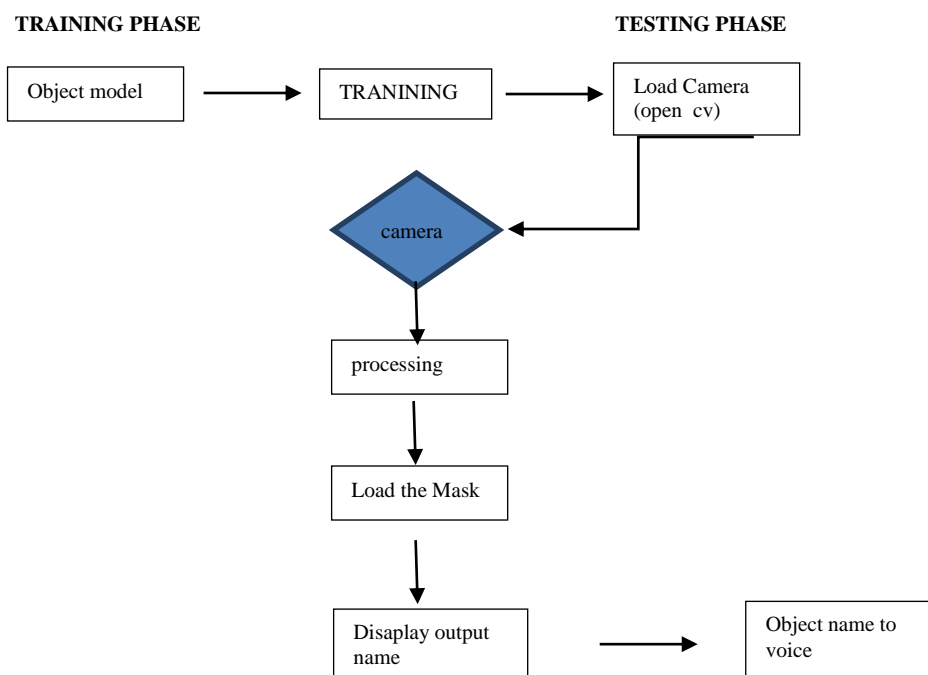 TRAINING PHASE
TESTING PHASE
Object model
TRANINING
Load Camera
(open cv)
camera
processing
Load the Mask
Disaplay output
name
Object name to
voice